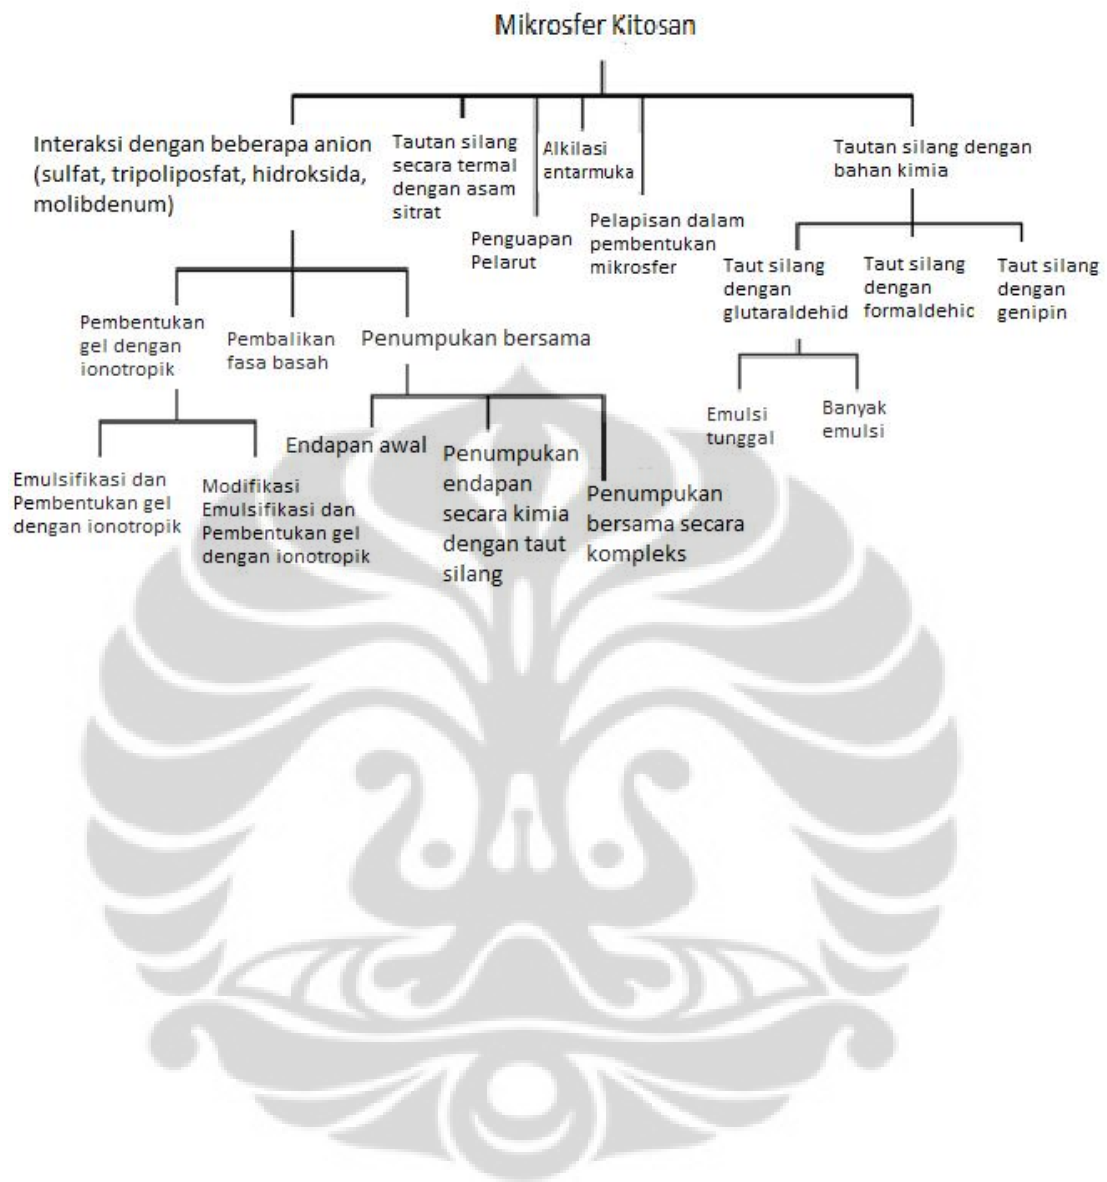 Mikrosfer Kitosan
Interaksi dengan beberapa anion
(sulfat, tripoliposfat, hidroksida,
molibdenum)
Tautan silang
secara termal
dengan asam
sitrat
Penguapan
Pelarut
Alkilasi
antarmuka
Pelapisan dalam
pembentukan
mikrosfer
Tautan silang dengan
bahan kimia
Taut silang
dengan
glutaraldehid
Taut silang
dengan
formaldehic
Taut silang
dengan
genipin
Pembentukan
gel dengan
ionotropik
Pembalikan
fasa basah
Penumpukan bersama
Emulsi
tunggal
Banyak
emulsi
Emulsifikasi dan
Pembentukan gel
dengan ionotropik
Modifikasi
Emulsifikasi dan
Pembentukan gel
dengan ionotropik
Endapan awal
Penumpukan
endapan
secara kimia
dengan taut
silang
Penumpukan
bersama secara
kompleks